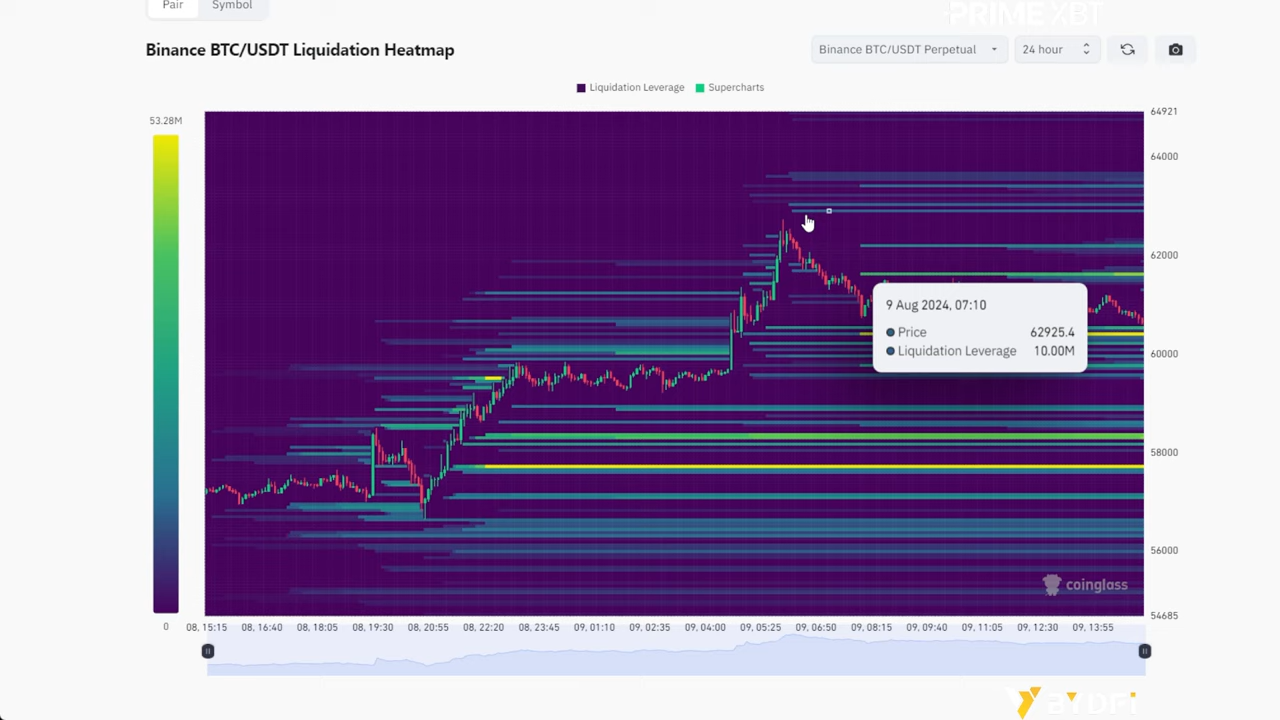 Pair Symbol
PRIME XBT
Binance BTC/USDT Liquidation Heatmap
Binance BTC/USDT Perpetual
24 hour
Liquidation Leverage Supercharts
53.28M
0
64921
64000
62000
60000
58000
56000
54685
9 Aug 2024, 07:10
Price 62925.4
Liquidation Leverage 10.00M
coinglass
08, 15:15 08, 16:40 08, 18:05 08, 19:30 08, 20:55 08, 22:20 08, 23:45 09, 01:10 09, 02:35 09, 04:00 09, 05:25 09, 06:50 09, 08:15 09, 09:40 09, 11:05 09, 12:30 09, 13:55
BYDFi